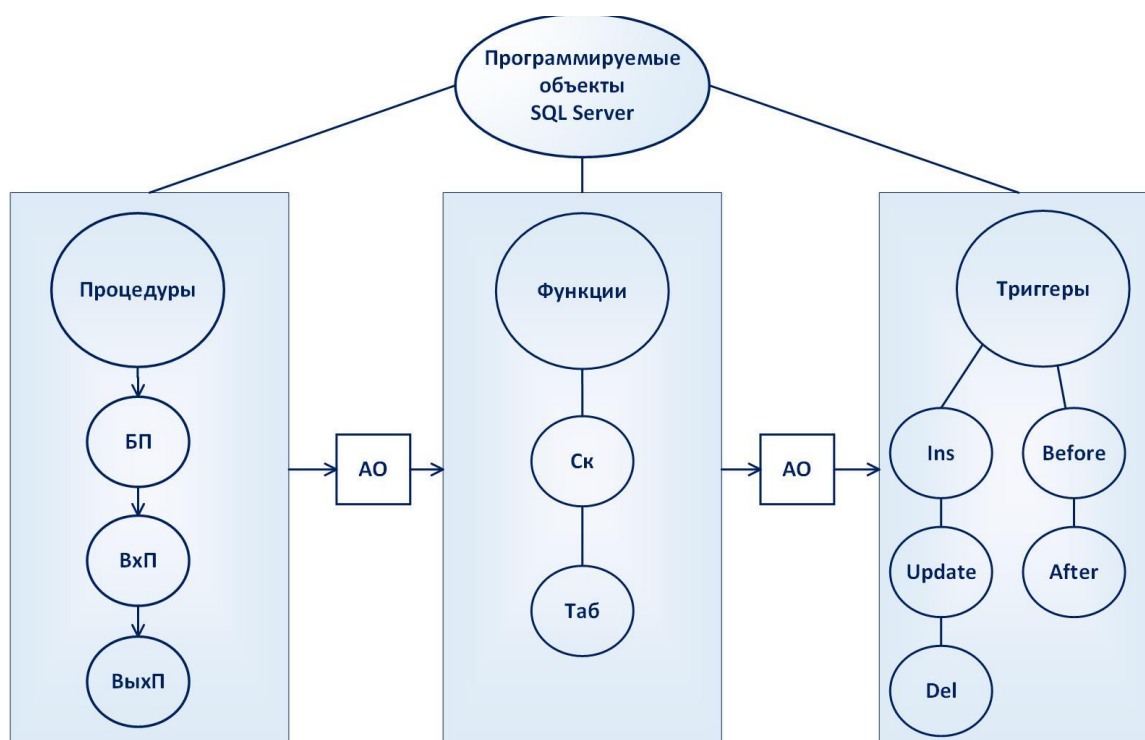 Программируемые
объекты
SQL Server
Процедуры
БП
ВхП
ВыхП
АО
Функции
Ск
Таб
АО
Триггеры
Ins
Update
Del
Before
After